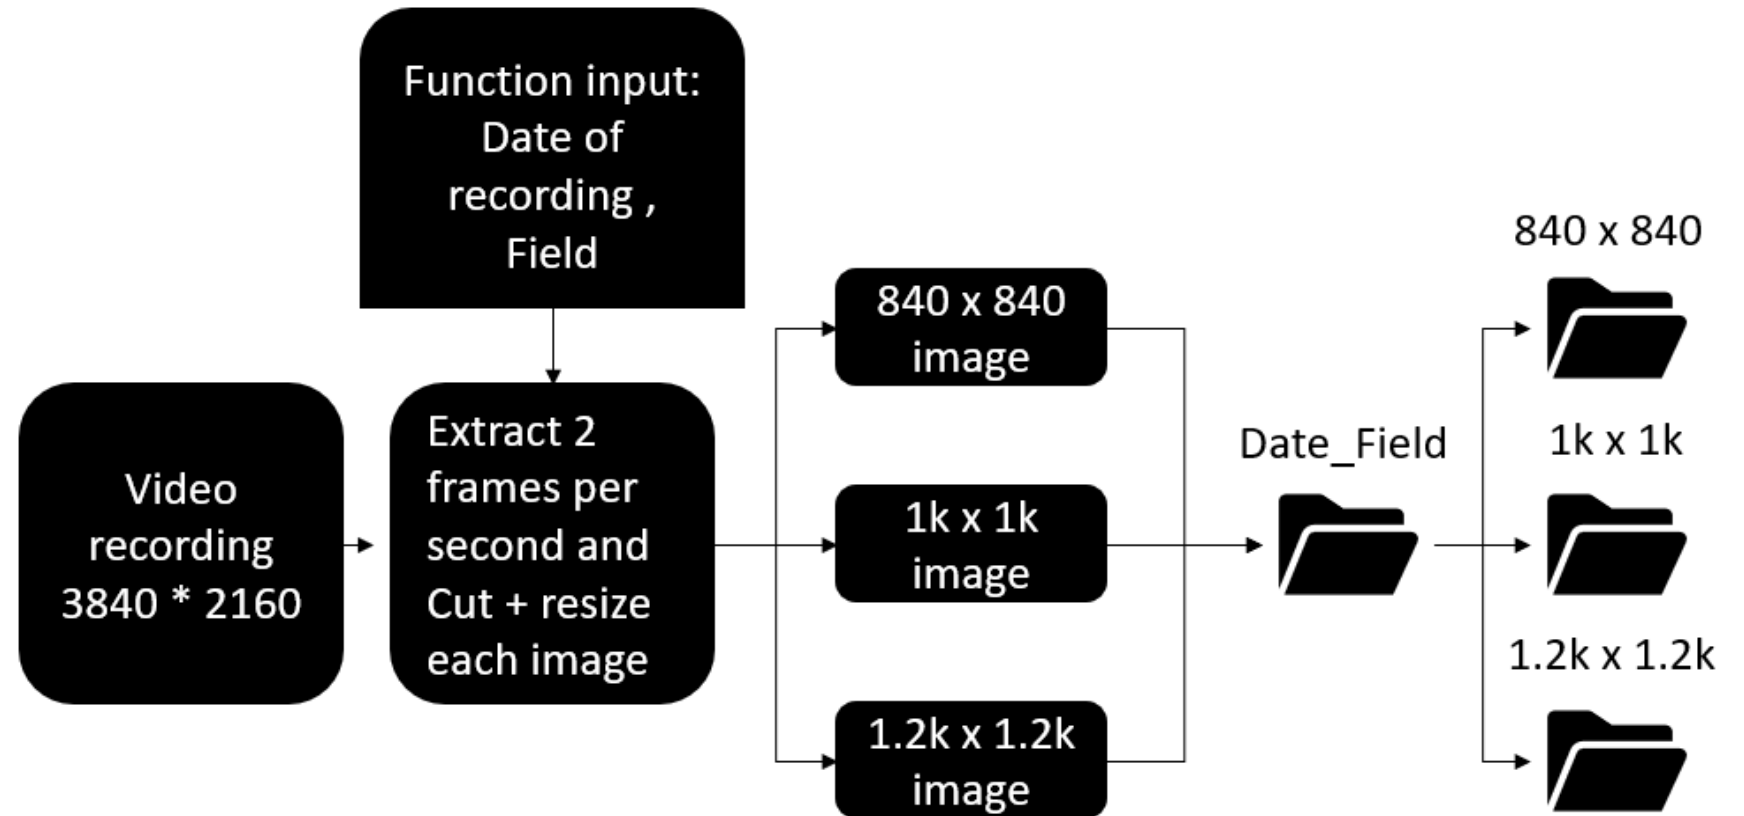 Function input:
Date of
recording ,
Field
Video
recording
3840 * 2160
Extract 2
frames per
second and
Cut + resize
each image
840 x 840
image
1k x 1k
image
1.2k x 1.2k
image
Date_Field
840 x 840
1k x 1k
1.2k x 1.2k